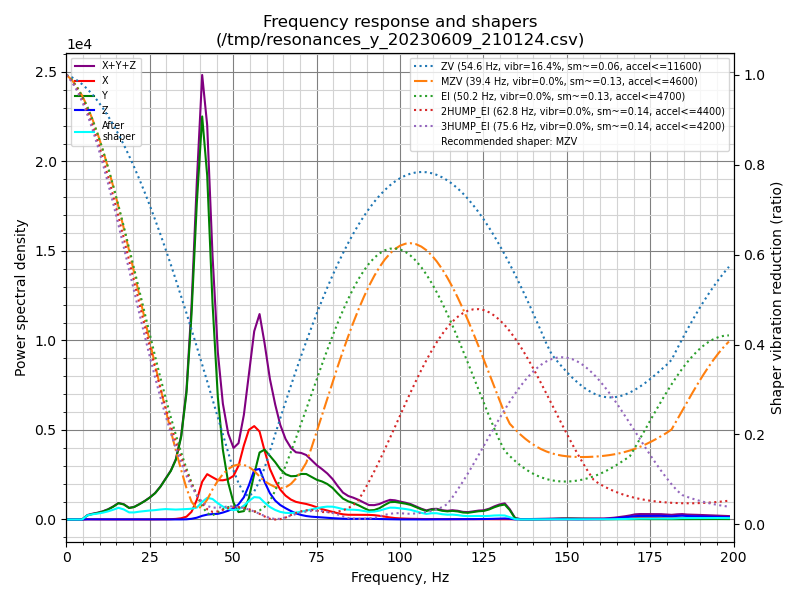 Frequency response and shapers
(/tmp/resonances_y_20230609_210124.csv)
1e4
X+Y+Z
X
Y
Z
After
shaper
ZV (54.6 Hz, vibr=16.4%, sm~=0.06, accel<=11600)
MZV (39.4 Hz, vibr=0.0%, sm~=0.13, accel<=4600)
EI (50.2 Hz, vibr=0.0%, sm~=0.13, accel<=4700)
2HUMP_EI (62.8 Hz, vibr=0.0%, sm~=0.14, accel<=4400)
3HUMP_EI (75.6 Hz, vibr=0.0%, sm~=0.14, accel<=4200)
Recommended shaper: MZV
2.5
2.0
1.5
1.0
0.5
0.0
Power spectral density
1.0
0.8
0.6
0.4
0.2
0.0
Shaper vibration reduction (ratio)
0 25 50 75 100 125 150 175 200
Frequency, Hz